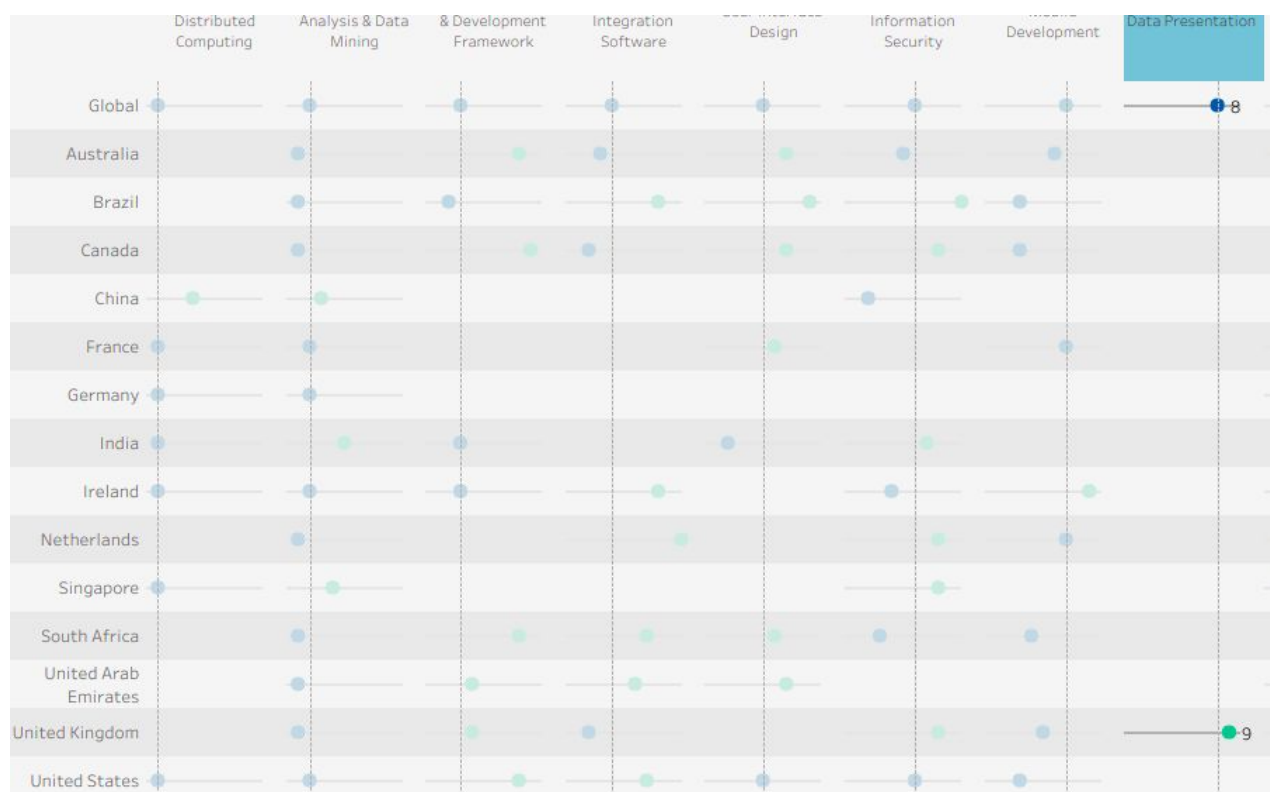 Distributed
Computing
Analysis & Data
Mining
& Development
Framework
Integration
Software
Design
Information
Security
Development
Data Presentation
Global
8
Australia
Brazil
Canada
China
France
Germany
India
Ireland
Netherlands
Singapore
South Africa
United Arab
Emirates
United Kingdom
9
United States